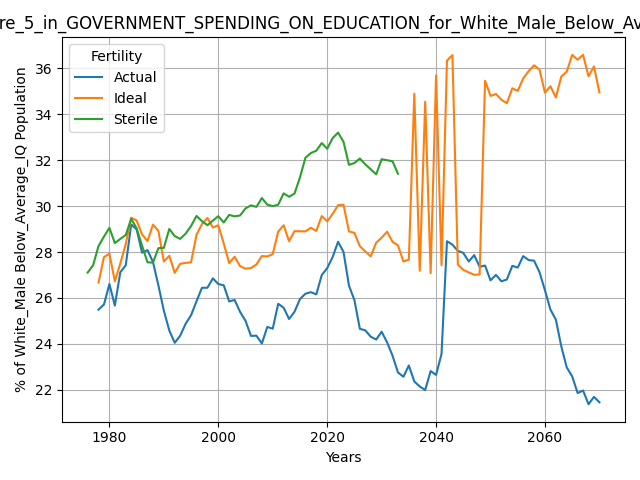 re_5_in_GOVERNMENT_SPENDING_ON_EDUCATION_for_White_Male_Below_Av
Fertility
Actual
Ideal
Sterile
% of White_Male Below_Average_IQ Population
36
34
32
30
28
26
24
22
1980
2000
2020
2040
2060
Years